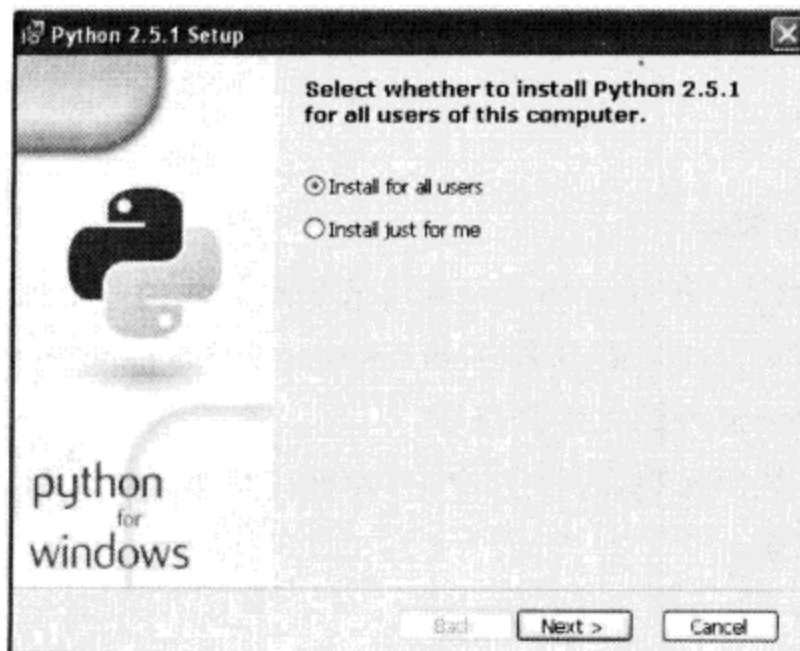 Python 2.5.1 Setup
Select whether to install Python 2.5.1
for all users of this computer.
Install for all users
Install just for me
python
for
windows
Back
Next >
Cancel